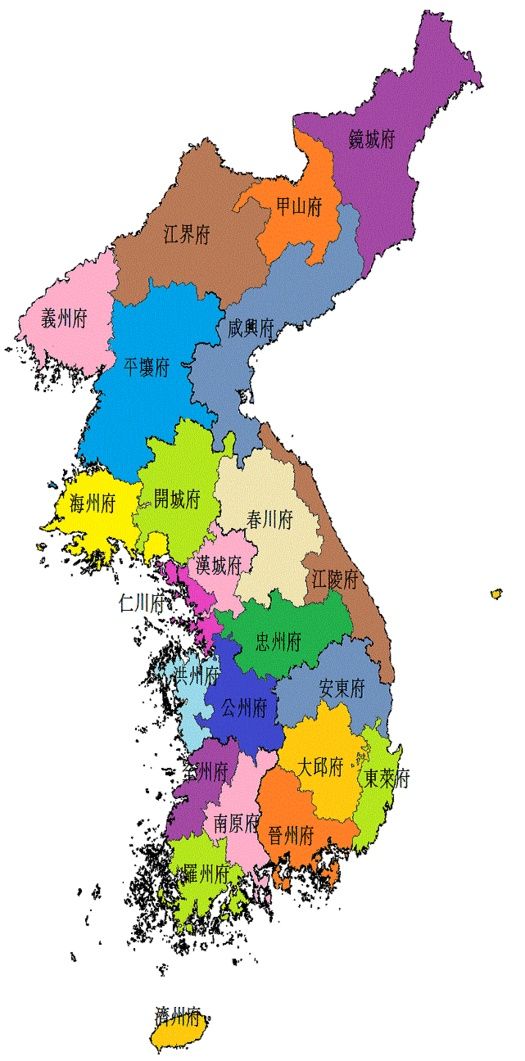 鏡城府
甲山府
江界府
義州府
咸興府
平壤府
海州府
開城府
春川府
漢城府
江陵府
仁川府
忠州府
洪州府
安東府
公州府
大邱府
全州府
東萊府
南原府
晉州府
羅州府
濟州府